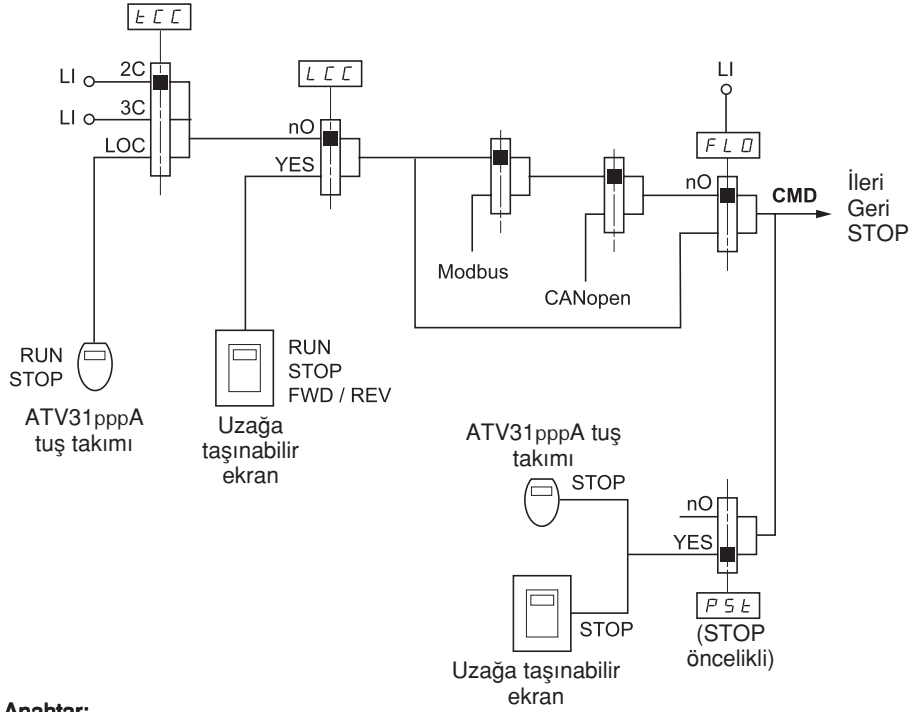 tCC
LI
2C
LI
3C
LOC
LCC
nO
YES
LI
FLO
nO
CMD
İleri
Geri
STOP
Modbus
CANopen
RUN
STOP
ATV31pppA
tuş takımı
RUN
STOP
FWD / REV
Uzağa
taşınabilir
ekran
ATV31pppA tuş
takımı
STOP
nO
YES
PSt
(STOP
öncelikli)
STOP
Uzağa taşınabilir
ekran
Anahtar: